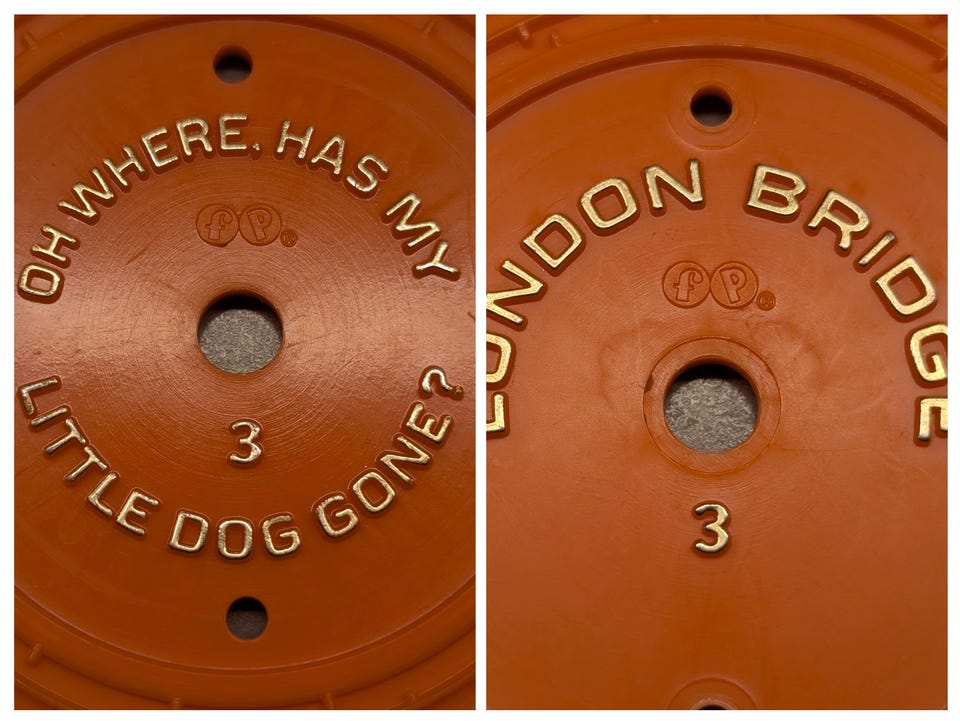 OH WHERE, HAS MY
fP®
3
LITTLE DOG GONE?
LONDON BRIDGE
fP®
3